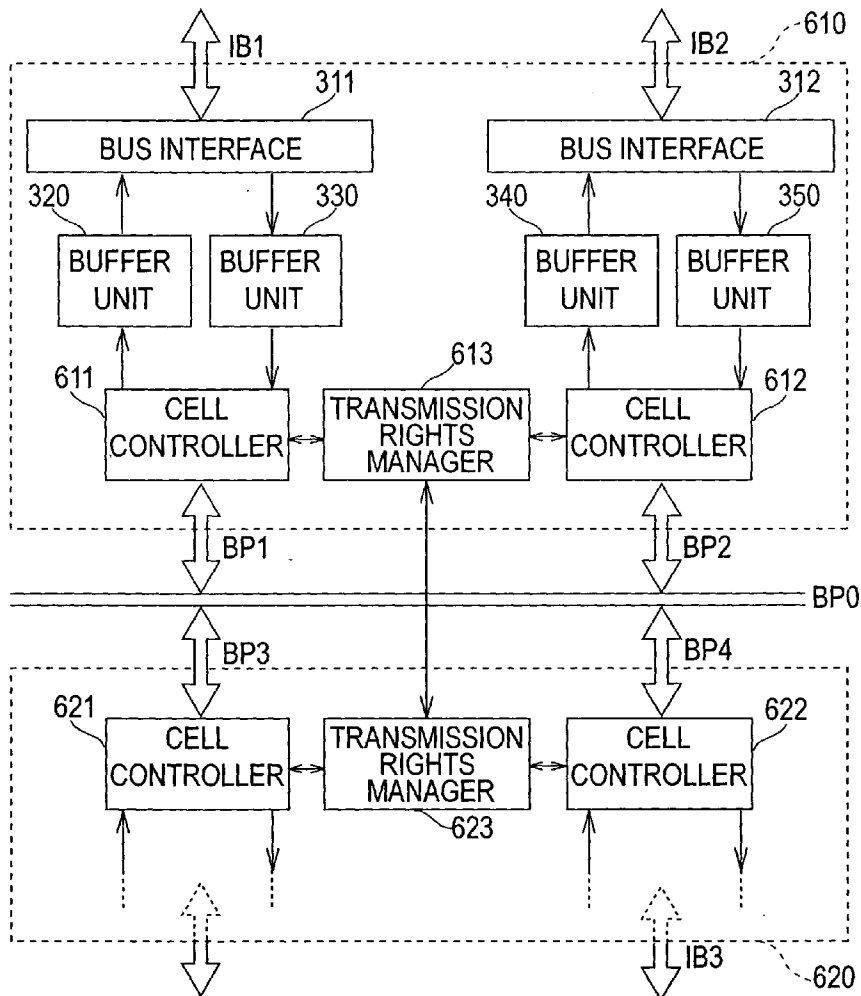 IB1
IB2
610
311
312
BUS INTERFACE
BUS INTERFACE
320
330
340
350
BUFFER
UNIT
BUFFER
UNIT
BUFFER
UNIT
BUFFER
UNIT
611
613
612
CELL
CONTROLLER
TRANSMISSION
RIGHTS
MANAGER
CELL
CONTROLLER
BP1
BP2
BP0
BP3
BP4
621
622
CELL
CONTROLLER
TRANSMISSION
RIGHTS
MANAGER
CELL
CONTROLLER
623
IB3
620